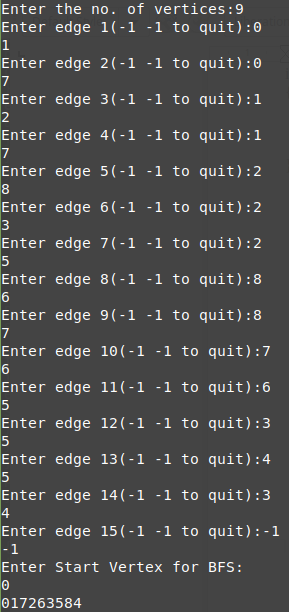 Enter the no. of vertices:9
Enter edge 1(-1 -1 to quit):0
1
Enter edge 2(-1 -1 to quit):0
7
Enter edge 3(-1 -1 to quit):1
2
Enter edge 4(-1 -1 to quit):1
7
Enter edge 5(-1 -1 to quit):2
8
Enter edge 6(-1 -1 to quit):2
3
Enter edge 7(-1 -1 to quit):2
5
Enter edge 8(-1 -1 to quit):8
6
Enter edge 9(-1 -1 to quit):8
7
Enter edge 10(-1 -1 to quit):7
6
Enter edge 11(-1 -1 to quit):6
5
Enter edge 12(-1 -1 to quit):3
5
Enter edge 13(-1 -1 to quit):4
5
Enter edge 14(-1 -1 to quit):3
4
Enter edge 15(-1 -1 to quit):-1
-1
Enter Start Vertex for BFS:
0
017263584